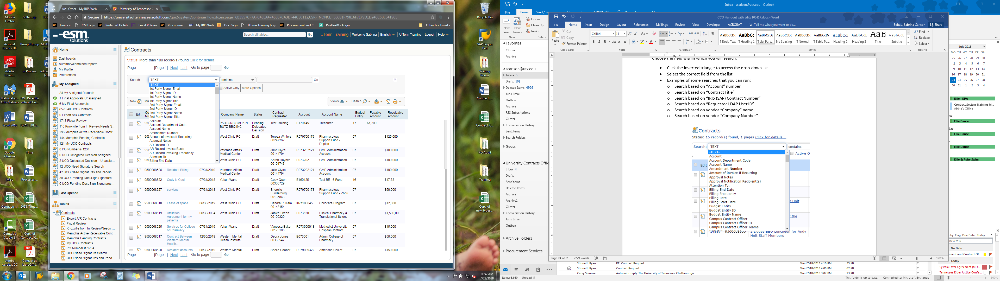 Other - My IRIS Web
University of Tennessee C
Secure
https://universityoftennessee.agiloft.com/gui2/system/continue_flow.do:en:page=6B3557CF7AFC4EEA4746567CA3DF44C50112:CSRF_NONCE=50081F79816F71F9D1D240C50EB41905
Finance
CM Login
Preferred Hotels
Fiscal Policies
Procurement
My IRIS Web
DocuSign
UTenn Training Log
Procurement and Co
PayFlex® - Login
Other bookmarks
esm solutions
Search all tables...
Go
UTenn Training
Welcome Sabrina
English
U Tenn Training
Logout
Help
Home
Dashboards
Summary/combined reports
My Profile
Preferences
My Assigned
All My Assigned Records
1 Final Approvals Unassigned
6 My Final Approvals
6520 All UCO Contracts
0 Export A/R Contracts
1713 Fiscal Review
116 Knoxville from In Review/Needs S...
296 Memphis Active Receivable Contr...
144 Memphis Pending Contracts
121 My UCO Contracts
0 PO Number is 1234
0 UCO Delegated Decision Assigned
2 UCO Delegated Decision – Unassig...
12 UCO Need Signature Search
42 UCO Need Signatures and Pendin...
30 UCO Pending DocuSign Signature ...
0 UCO Pending DocuSign Signatures ...
Last Opened
Tables
Contracts
Export A/R Contracts
Fiscal Review
Knoxville from In Review/Needs ...
Memphis Active Receivable Cont...
Memphis Pending Contracts
My UCO Contracts
PO Number is 1234
UCO Need Signature Search
UCO Need Signatures and Pend...
Contracts
Status: More than 100 record(s) found Click for details....
Page: [Page 1] Next Last Go to page Go
Search: -TEXT- contains Go
-TEXT-
1st Party Signer Email
1st Party Signer ID
1st Party Signer Name
1st Party Signer Title
2nd Party Signer Email
2nd Party Signer ID
2nd Party Signer Name
2nd Party Signer Title
Account
Account Department Code
Account Name
Amendment Number
Amount of Invoice If Recurring
Approval Notes
AR Record ID
AR Record Invoice Basis
AR Record Invoicing Frequency
Attention To:
Billing End Date
Active Only
More Options
New
Views
Search
Edit
Company Name Status Contract Requester Account Account Name Budget Entity Payable Amount Receivable Amount
PARTONS SMOKIN BUTZ BBQ INC Pending Delegated Decision Test Training E170145 Treasurer 17 $1,200
West Clinic PC Draft Teresa Winters 00247262 R079700179 Pharmacology Support Fund - Dopico 07 $125,000
Veterans Affairs Medical Center Draft Julie Clyce 00144794 R073202121 GME Administration Account 07 $100,000
West Clinic PC Draft Aaron Haynes 00101743 E073202 GME Administration 07 $100,000
9500068626 Resident Billing 07/31/2019 Veterans Affairs Medical Center Draft Julie Clyce 00144794 R073202121 GME Administration Account 07 $100,000
9500068622 Cody is Cool 07/31/2018 Yakun Wang Draft Cody Quon 00366729 E160125 Test BE 16 Fund 16 $17.38
9500068627 services 07/31/2018 West Clinic PC Draft Sherelle Funderburg 00135843 R079700178 Pharmacology Support Fund - Zhou 07 $50,000
9500068618 Lease of space 06/30/2019 West Clinic PC Draft Sandra Pulliam 00143454 I071100045 Childcare Program 07 $12,000
9500068619 Affiliation Agreement for my patients 06/30/3034 West Clinic PC Draft Janice Green 00109329 E073650 Clinical Pharmacy & Translational Scienc 07 $1,500,000
9500068625 Services for College of Pharmacy 07/31/2019 Yakun Wang Draft Vanessa Baker 00123195 R073650018 Methodist University Hospital Contract 07 $15,000
9500068617 Contract Between Western Mental Health... 12/30/2018 Western Mental Health Institute Draft Debra Jones 00335547 E073601 Admin College of Pharmacy 07 $50,000
9500068620 Resident accounts 06/30/2019 West Clinic PC Draft Shelia Cooper R079089322 American Coll of 07 $150,000
Page: [Page 1] Next Last Go to page Go
Mozilla Firefox
Soltau.zip
Acrobat Reader DC
PumpItUp.zip
Adobe Creati...
In Process
Malwarebyt... Anti-Malware
FW_ Recently entered Co...
Word 2016
DRAFT_REV...
Google Chrome
TIme
Misc
Processes....
Contracts_...
2018_TIme....
Camtasia Studio 8
Copy of Contract_C...
Adobe Acrobat DC
Contact at LibreOffi...
Recycle Bin
SAP Logon Pad
Waiting Room
Contract_...
Contract_C...
PO Audit
Training
Copy of new_types....
11:52 AM
7/23/2018
Inbox - scarlson@utk.edu - Outlook
File
Home
Send / Receive
Folder
View
ADOBE PDF
Tell me what you want to do
New Email
New Items
Ignore
Clean Up
Junk
New
Delete
Favorites
Clutter
Archive
scarlson@utk.edu
Inbox 5
Drafts [10]
Deleted Items 4902
Junk Email
Outbox
Archive
RSS Subscriptions
Clutter
Conversation History
Sent Items
Search Folders
Groups
University Contracts Offic
Inbox 4
Drafts
Sent Items
Deleted Items
Archive
Archive1
Clutter
Conversation History
Junk Email
Outbox
Archive Folders
Procurement Services
CCO Handout with Edits 100417.docx - Word
File
Home
Insert
Design
Layout
References
Mailings
Review
View
Developer
ACROBAT
Tell me what you want to do...
Soltau, Sabrina Carlson
Share
Paste
Cut
Copy
Format Painter
Clipboard
Calibri
11
Font
Paragraph
¶ Body Text
¶ Heading 1
¶ List Para...
No Spacing
¶ Normal
¶ Table Pa...
Heading 2
Heading 3
Title
Subtitle
Styles
Find
Replace
Select
Editing
Choose the field within which you will search.
• Click the inverted triangle to access the drop-down list.
• Select the correct field from the list.
• Examples of some searches that you can run:
o Search based on “Account” number
o Search based on “Contract Title”
o Search based on “IRIS (SAP) Contract Number”
o Search based on “Requestor LDAP User ID”
o Search based on vendor “Company” name
o Search based on vendor “Company Number”
Contracts
Status: 15 record(s) found, 1 pages Click for details....
Search: -TEXT- contains
-TEXT-
Account
Account Department Code
Account Name
Amendment Number
Amount of Invoice If Recurring
Approval Notes
Approval Notification Recipient(s)
Attention To:
Billing End Date
Billing Frequency
Billing Rate
Billing Start Date
Budget Entity
Budget Entity ID
Budget Entity Name
Campus Contract Officer
Campus Contract Officer ID
Campus Contract Officer Teams
Active O
Edit
y Holt
r the
14889
2 Dudes BBQ Luncheon for Andy Holt Staff Members
Page 24 of 31
2229 words
120%
July 2018
MO TU WE TH FR SA
25 26 27 28 29 30
2 3 4 5 6 7
9 10 11 12 13 14
16 17 18 19 20 21
23 24 25 26 27 28
30 31 1 2 3 4
Ellie - KPA
Contract System Training M...
Abbie's Office
Ellie Dance
Ellie Dance
Ellie Dance
Ellie & Ruby Swim
e by: Flag: Due Date
Today
new task
No Date
ement and Contract Of...
Today
System Level Agreement (MO...
Tennessee Elder Justice Confe...
Stinnett, Ryan RE: Contract Request Wed 7/18/2018 4:10 PM 53 KB
Stinnett, Ryan Contract Request Wed 7/18/2018 4:00 PM 62 KB
Carey Smouse Automatic reply: The University of Tennessee Chattanooga Wed 7/18/2018 3:07 PM 73 KB
Items: 6,660
Unread: 5
This folder is up to date.
Connected to: Microsoft Exchange
100%